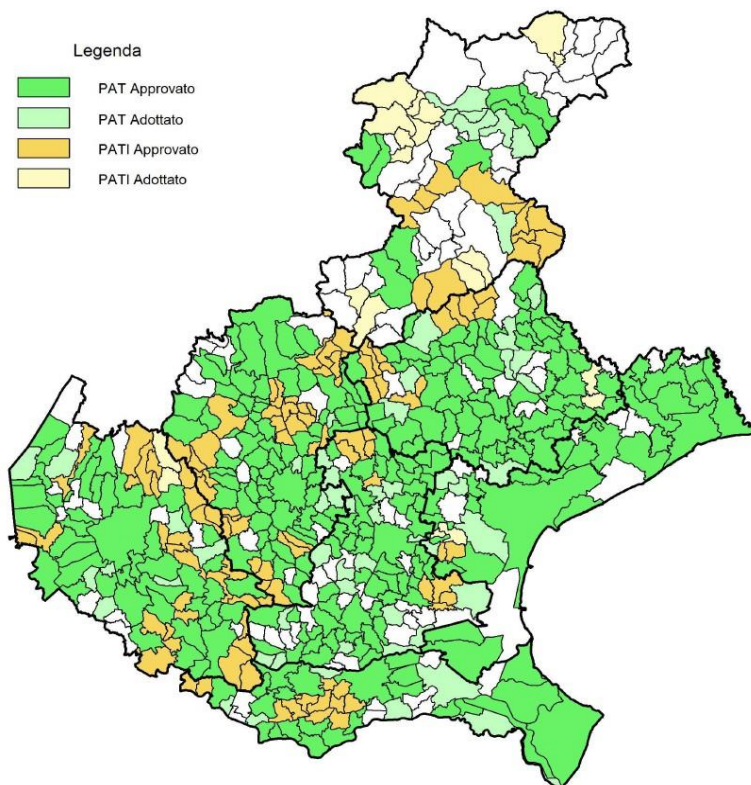 Legenda
PAT Approvato
PAT Adottato
PATI Approvato
PATI Adottato